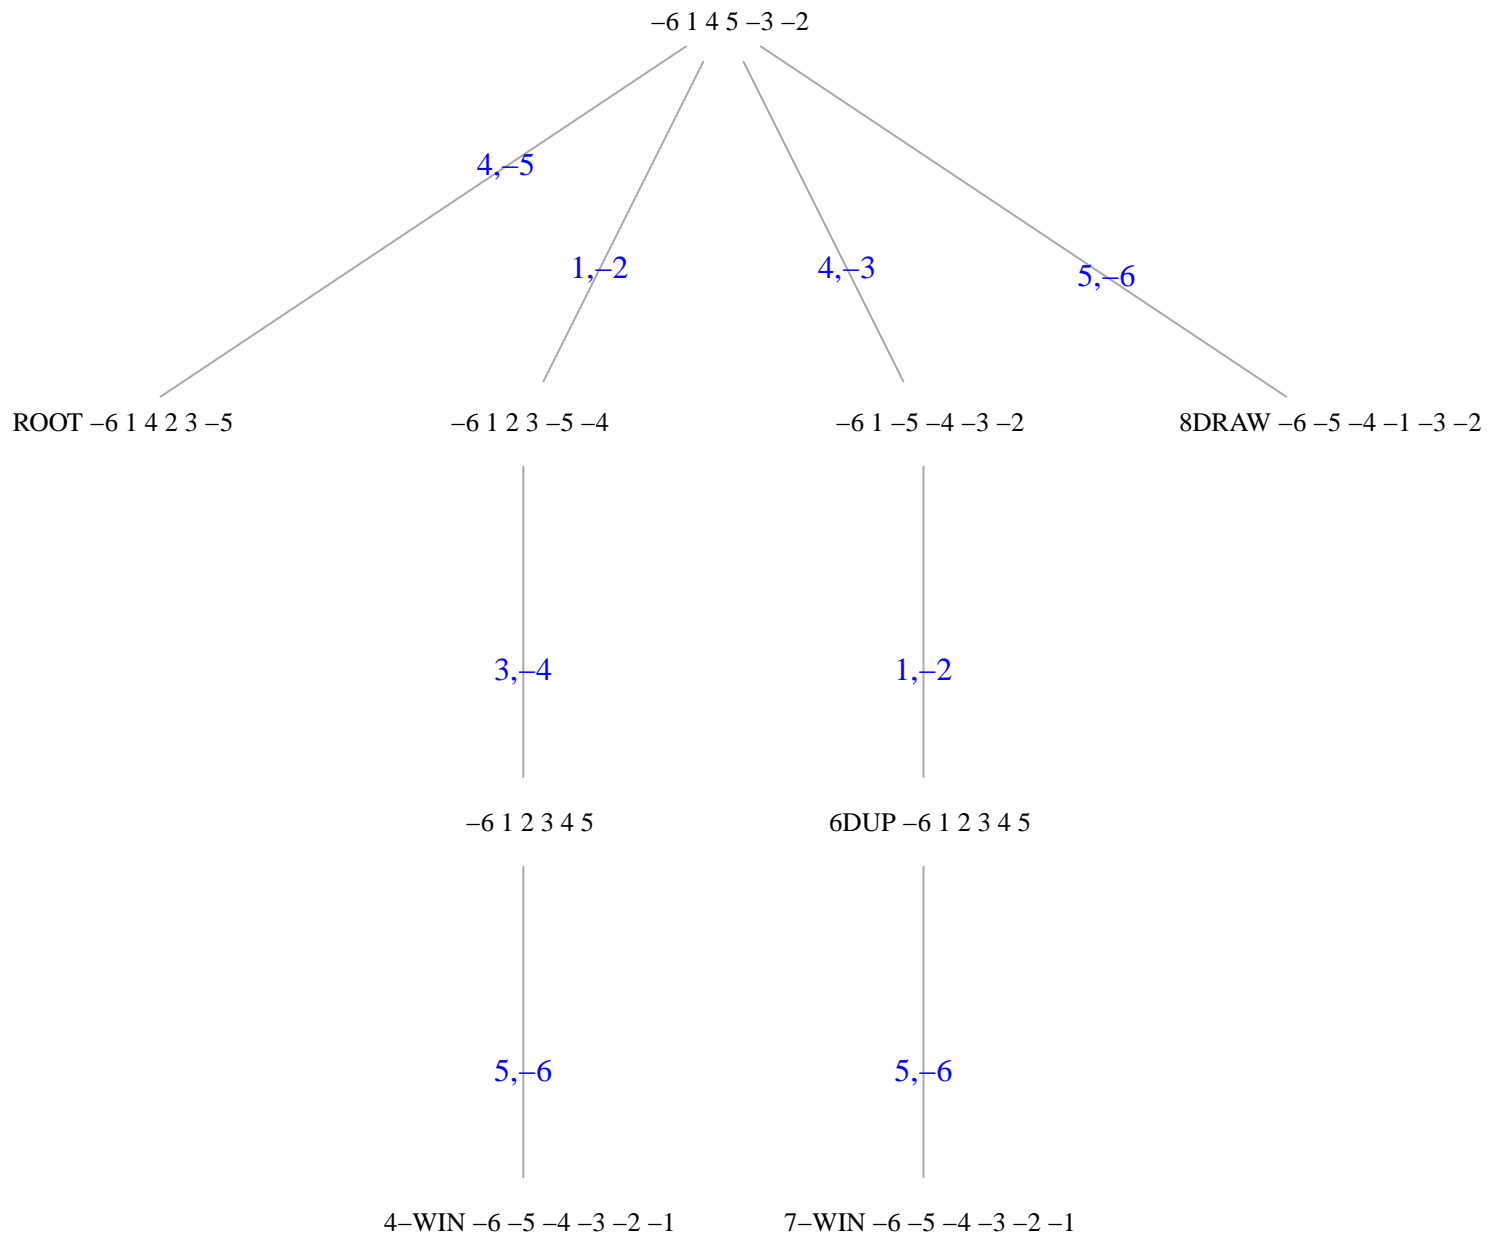 –6 1 4 5 –3 –2
4,–5
1,–2
4,–3
5,–6
ROOT –6 1 4 2 3 –5
–6 1 2 3 –5 –4
–6 1 –5 –4 –3 –2
8DRAW –6 –5 –4 –1 –3 –2
3,–4
1,–2
–6 1 2 3 4 5
6DUP –6 1 2 3 4 5
5,–6
5,–6
4–WIN –6 –5 –4 –3 –2 –1
7–WIN –6 –5 –4 –3 –2 –1